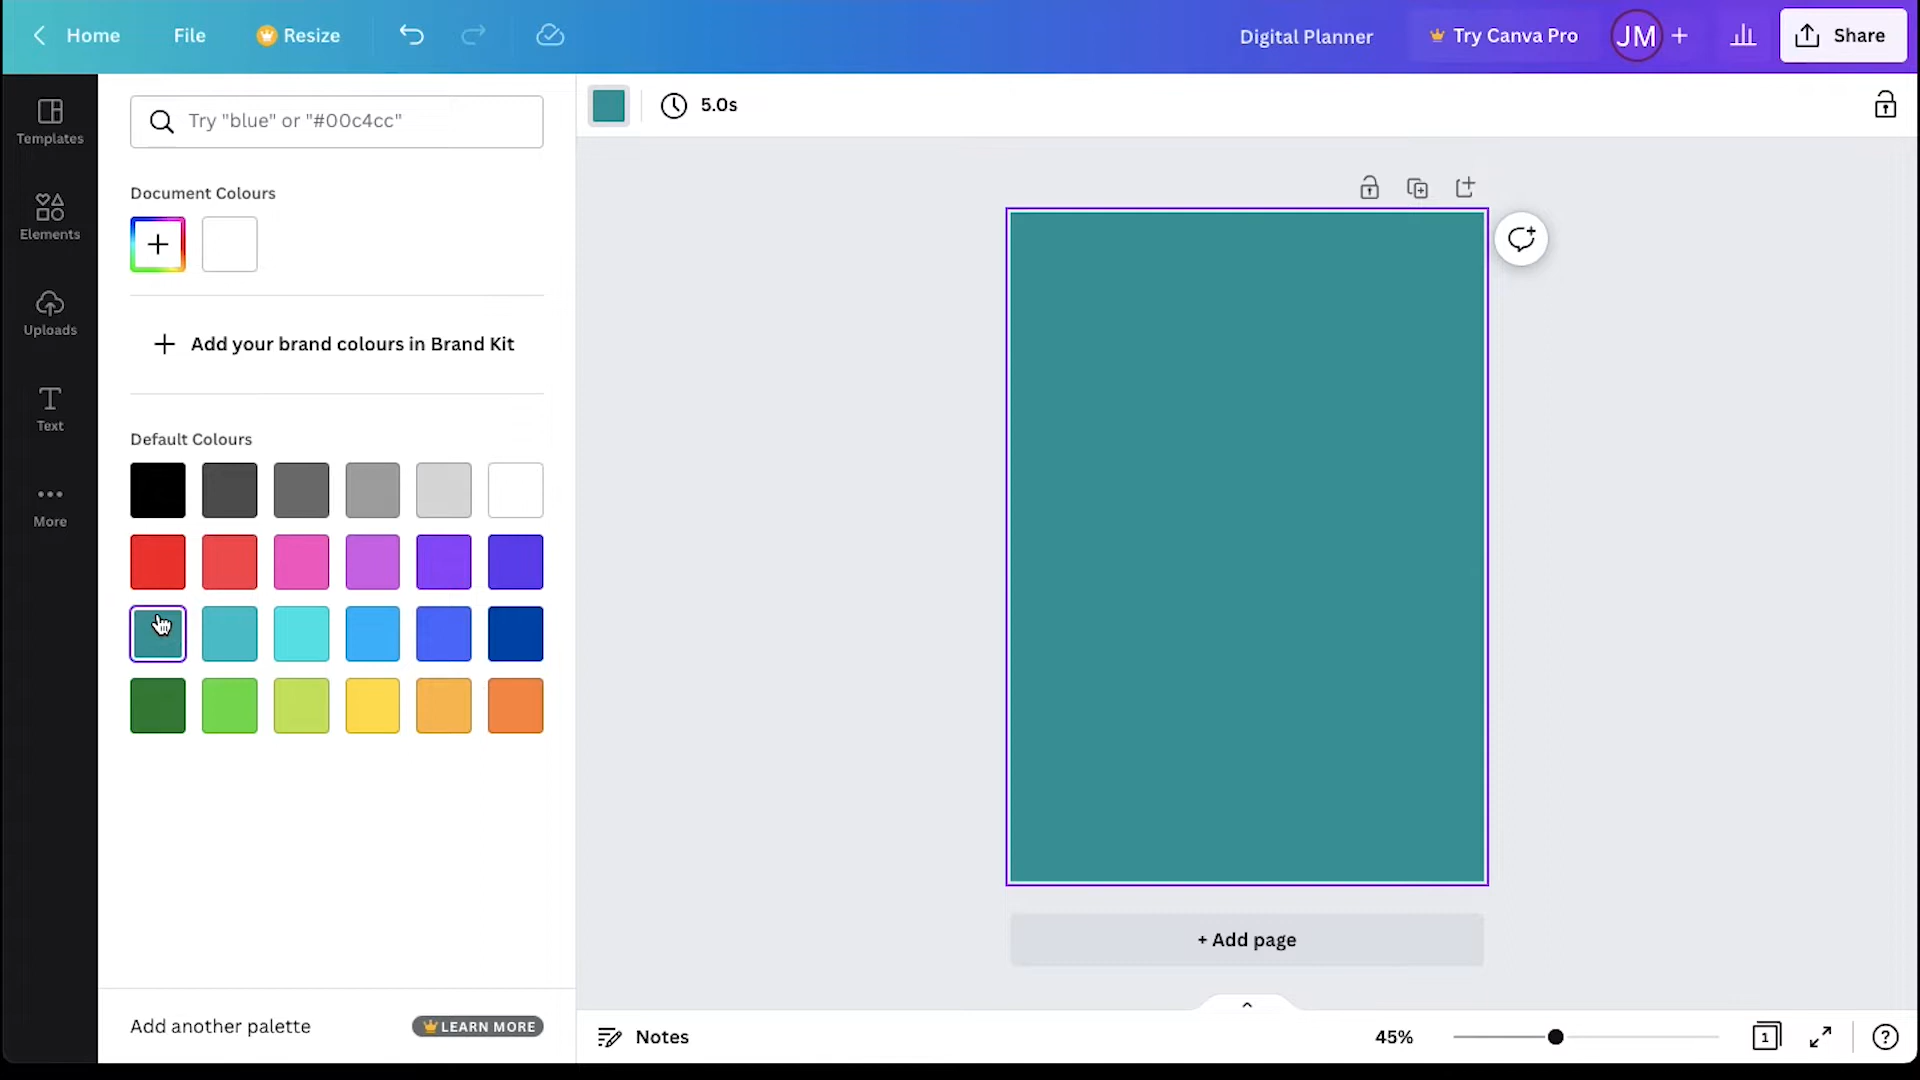 Home File Resize Digital Planner Try Canva Pro JM + Share
Templates
Elements
Uploads
Text
More
Try "blue" or "#00c4cc"
Document Colours
+ Add your brand colours in Brand Kit
Default Colours
Add another palette LEARN MORE
5.0s
+ Add page
Notes 45% 1 ?